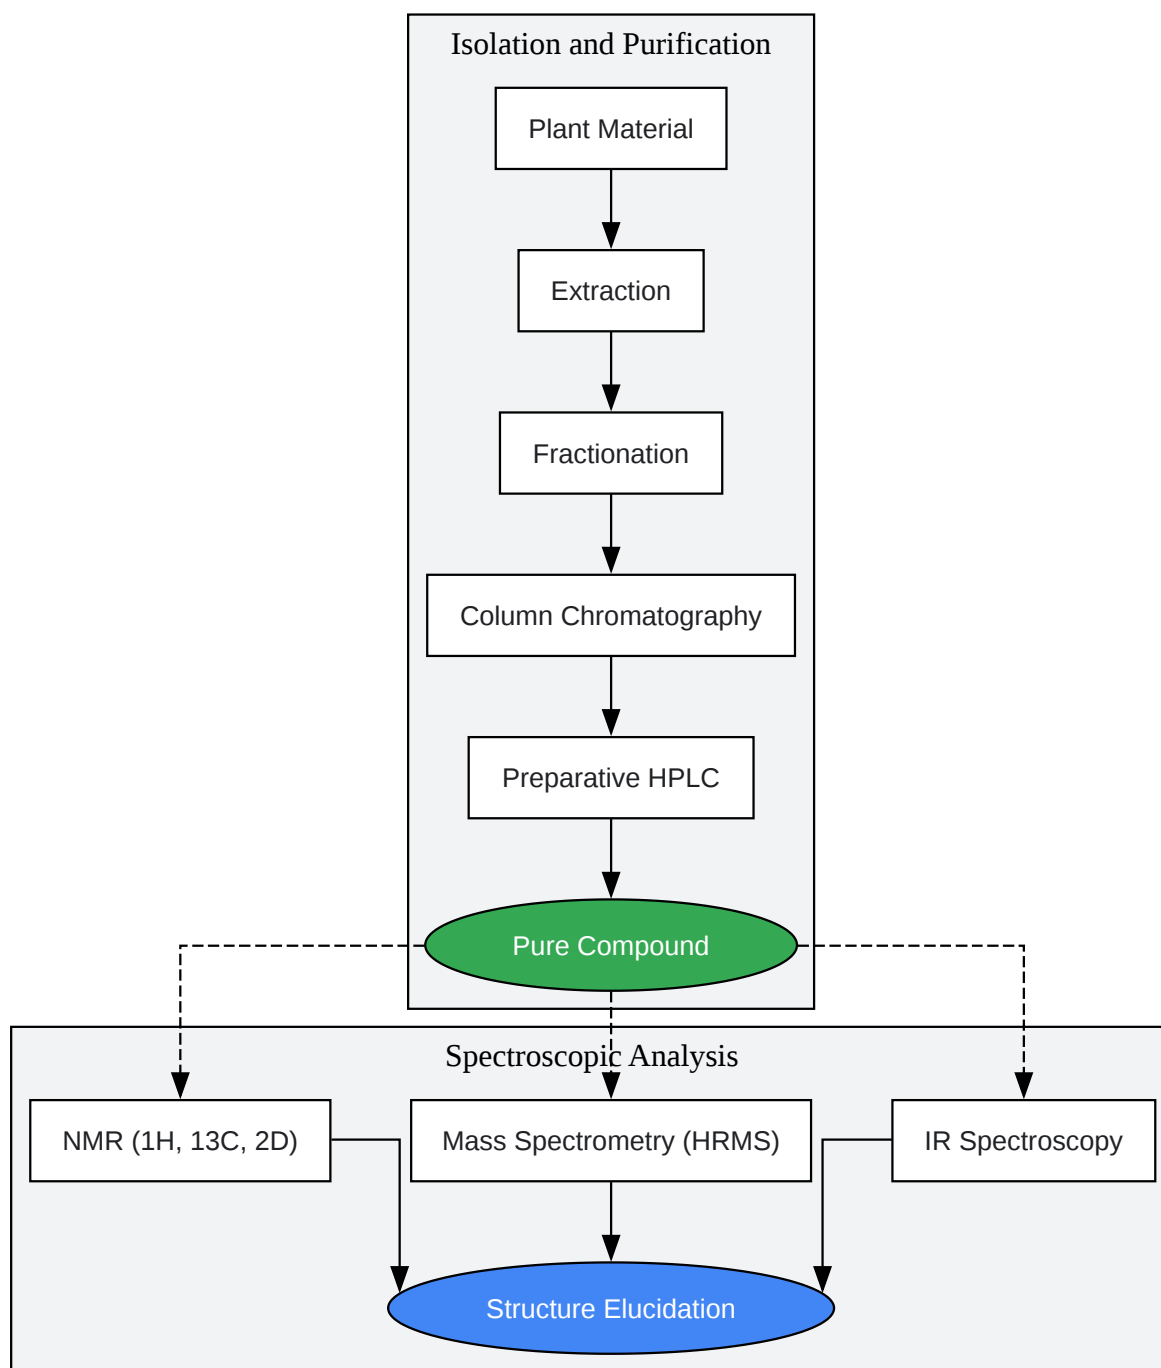 Isolation and Purification
Plant Material
Extraction
Fractionation
Column Chromatography
Preparative HPLC
Pure Compound
Spectroscopic Analysis
NMR (1H, 13C, 2D)
Mass Spectrometry (HRMS)
IR Spectroscopy
Structure Elucidation